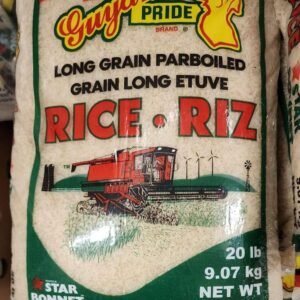 PRIDE
BRAND ®
LONG GRAIN PARBOILED
GRAIN LONG ETUVE
RICE • RIZ
TM
20 lb
9.07 kg
NET WT
STAR
BONNET